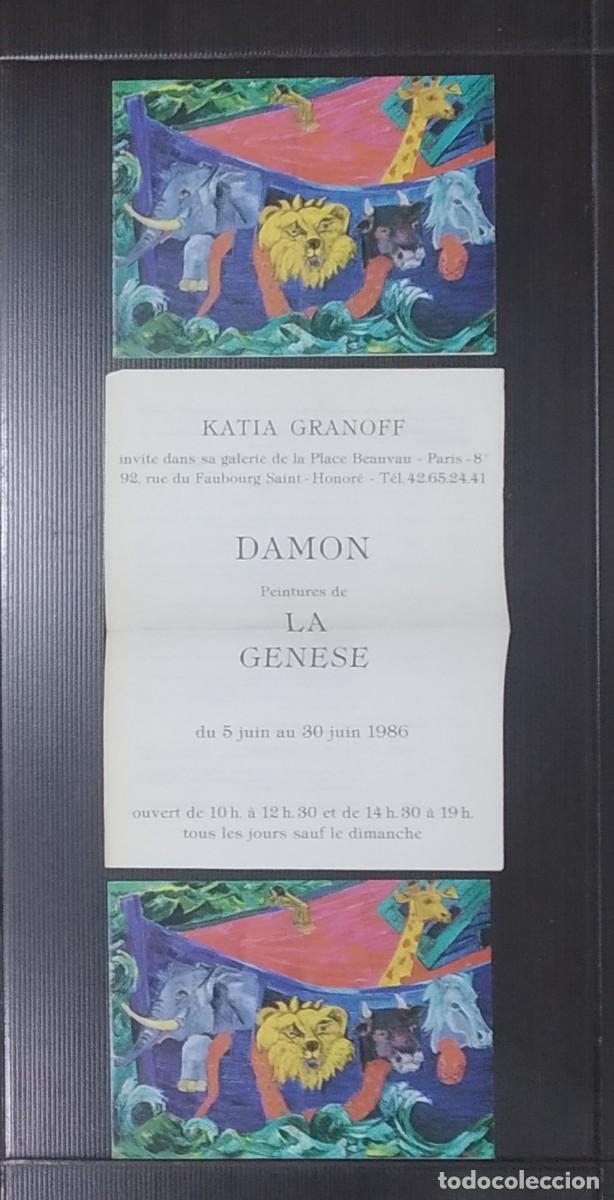 KATIA GRANOFF
invite dans sa galerie de la Place Beauvau - Paris - 8e
92, rue du Faubourg Saint-Honoré - Tél. 42.65.24.41
DAMON
Peintures de
LA
GENESE
du 5 juin au 30 juin 1986
ouvert de 10 h. à 12 h. 30 et de 14 h. 30 à 19 h.
tous les jours sauf le dimanche
todocoleccion